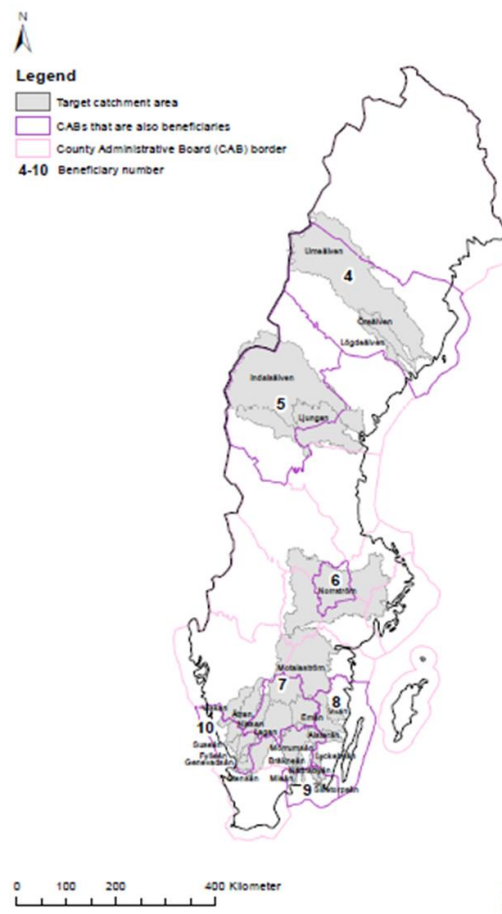 N
Legend
Target catchment area
CABs that are also beneficiaries
County Administrative Board (CAB) border
4-10 Beneficiary number
Umeälven
4
Öreälven
Lögdeälven
Indalsälven
5
Ljungan
6
Norrström
Motalaström
7
8
Ätran
Nissan
Emån
Lagan
Alsterån
10
Mörrumsån
Suseån
Lyckebyån
Bräkneån
Fylleån
Genevadsån
Stensån
Mieån
9
0 100 200 400 Kilometer